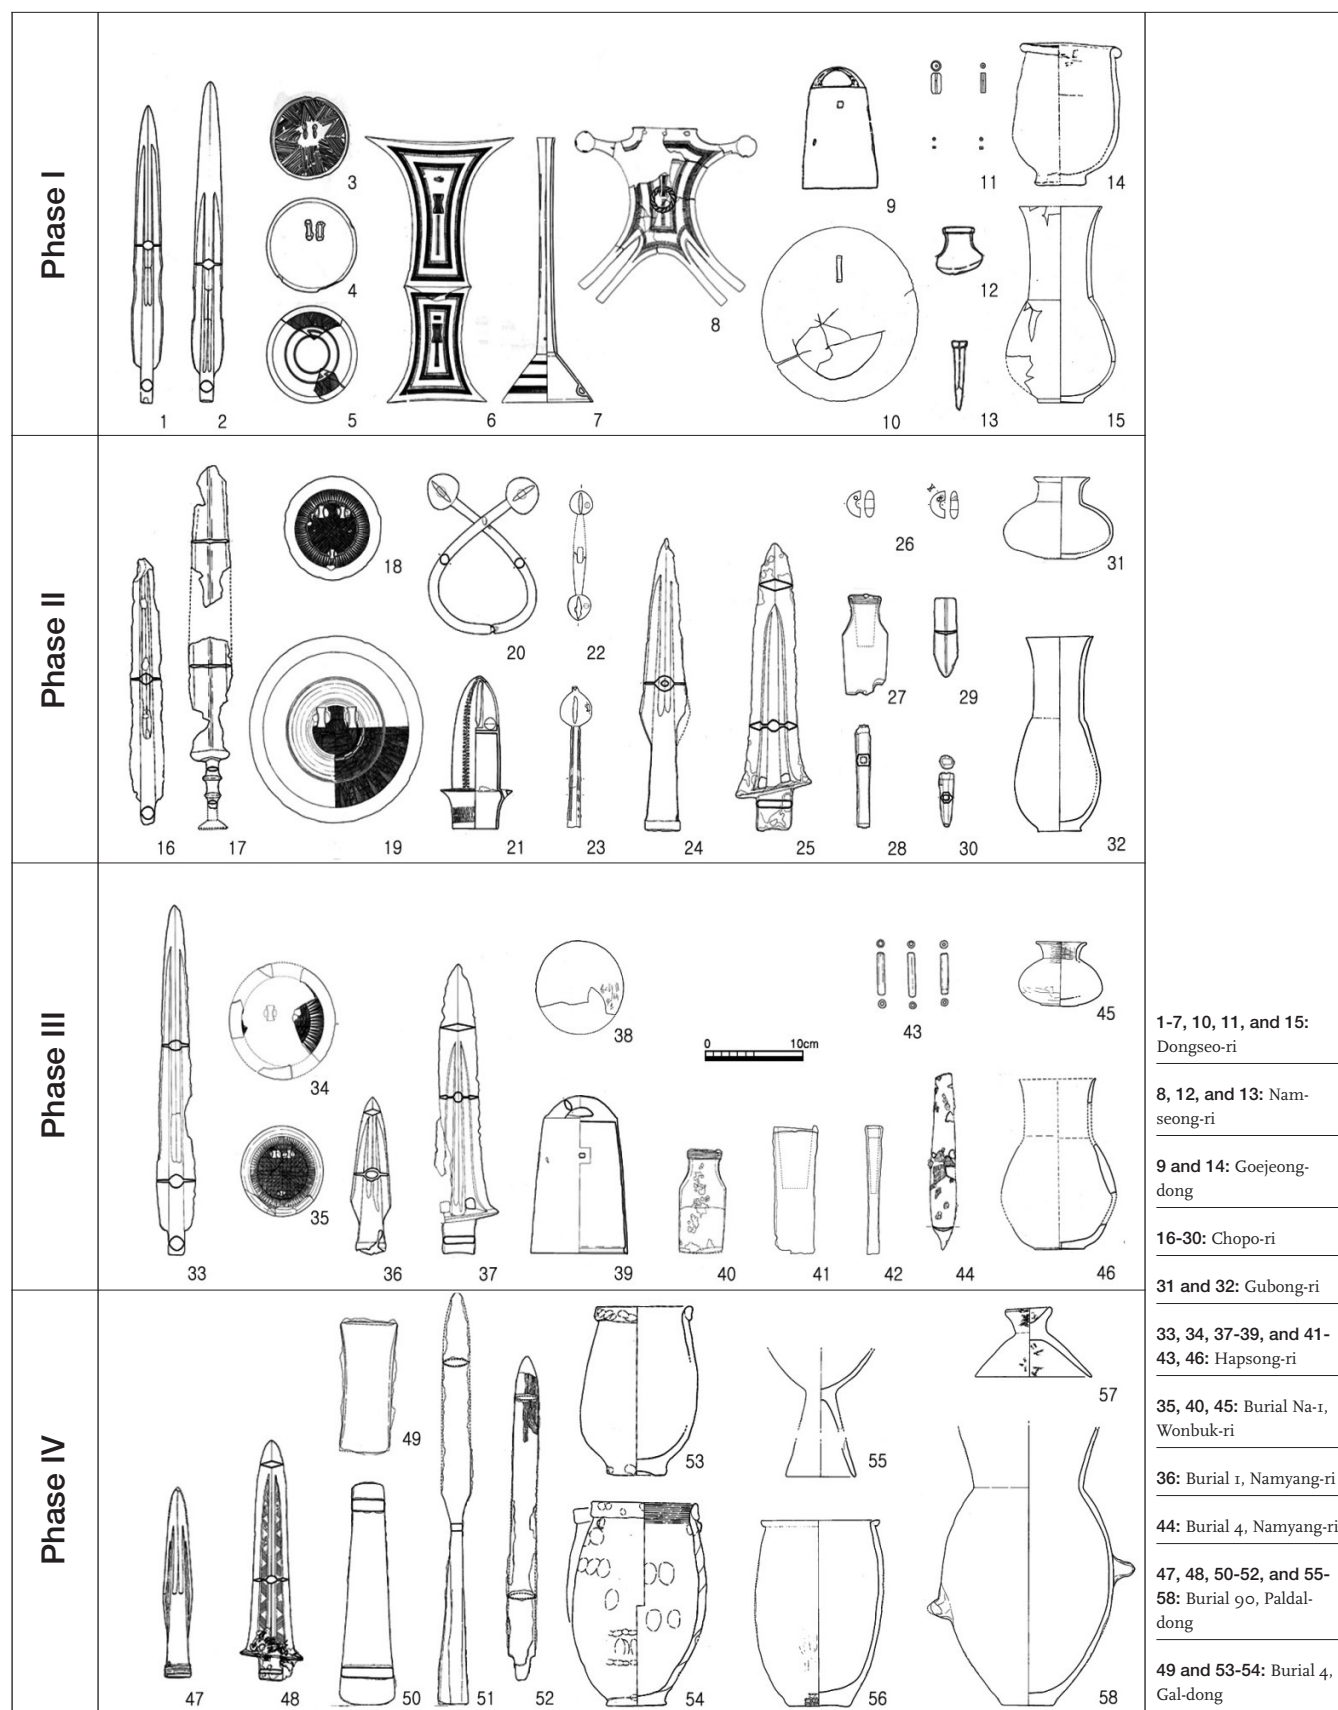 Phase I
1
2
3
4
5
6
7
8
9
10
11
12
13
14
15
Phase II
16
17
18
19
20
21
22
23
24
25
26
27
28
29
30
31
32
Phase III
33
34
35
36
37
38
0 10cm
39
40
41
42
43
44
45
46
Phase IV
47
48
49
50
51
52
53
54
55
56
57
58
1-7, 10, 11, and 15:
Dongseo-ri
8, 12, and 13: Nam-
seong-ri
9 and 14: Goejeong-
dong
16-30: Chopo-ri
31 and 32: Gubong-ri
33, 34, 37-39, and 41-
43, 46: Hapsong-ri
35, 40, 45: Burial Na-1,
Wonbuk-ri
36: Burial 1, Namyang-ri
44: Burial 4, Namyang-ri
47, 48, 50-52, and 55-
58: Burial 90, Paldal-
dong
49 and 53-54: Burial 4,
Gal-dong